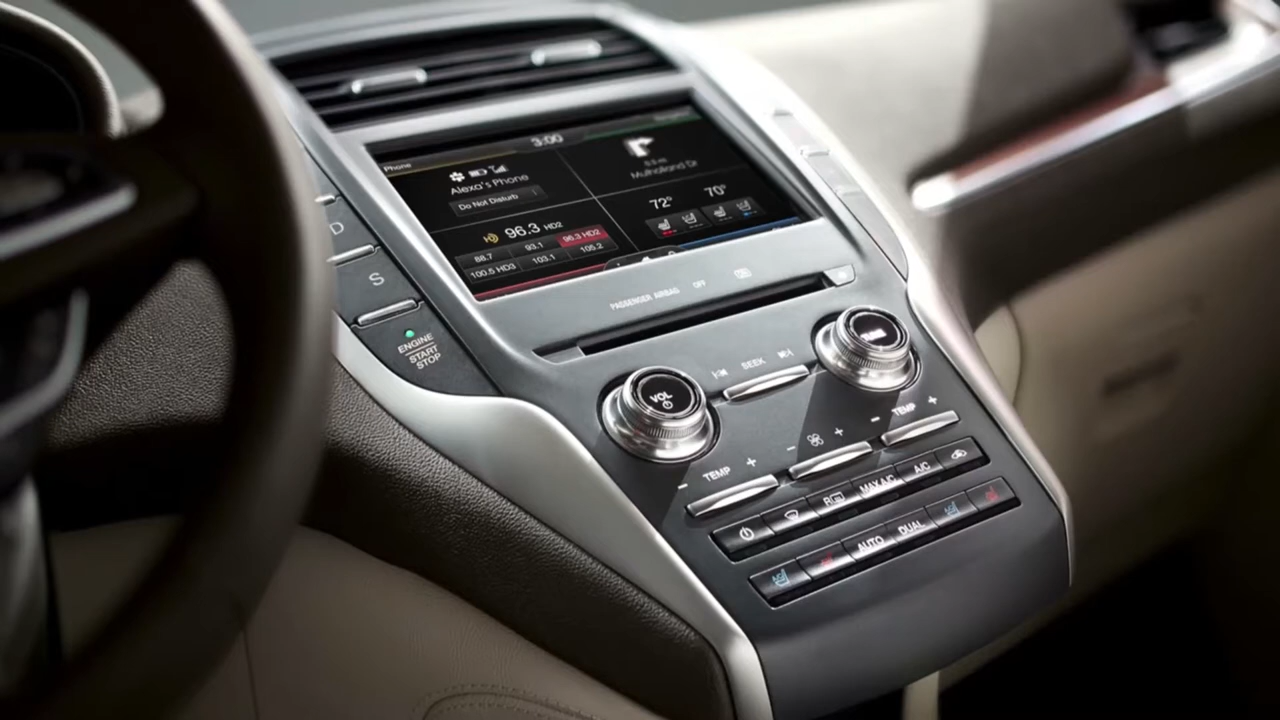 3:00
Phone
Alexa's Phone
Do Not Disturb
Mulholland Dr
72° 70°
96.3 HD2
88.7 93.1 96.3 HD2
100.5 HD3 103.1 105.2
D
S
PASSENGER AIRBAG OFF
ENGINE
START
STOP
SEEK
VOL
TUNE
- TEMP +
- +
- TEMP +
R MAX A/C A/C
AUTO DUAL